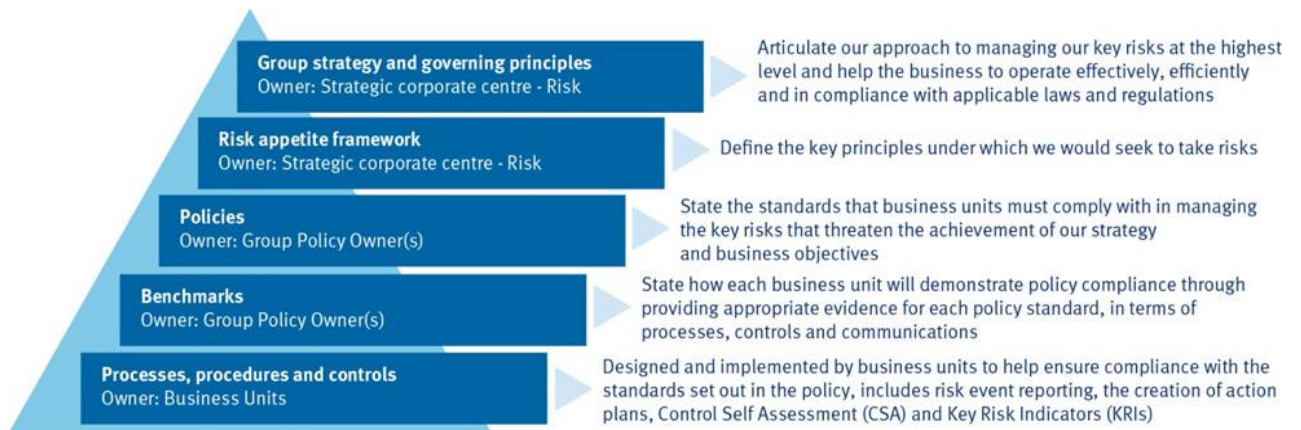 Group strategy and governing principles
Owner: Strategic corporate centre - Risk
Articulate our approach to managing our key risks at the highest
level and help the business to operate effectively, efficiently
and in compliance with applicable laws and regulations
Risk appetite framework
Owner: Strategic corporate centre - Risk
Define the key principles under which we would seek to take risks
Policies
Owner: Group Policy Owner(s)
State the standards that business units must comply with in managing
the key risks that threaten the achievement of our strategy
and business objectives
Benchmarks
Owner: Group Policy Owner(s)
State how each business unit will demonstrate policy compliance through
providing appropriate evidence for each policy standard, in terms of
processes, controls and communications
Processes, procedures and controls
Owner: Business Units
Designed and implemented by business units to help ensure compliance with the
standards set out in the policy, includes risk event reporting, the creation of action
plans, Control Self Assessment (CSA) and Key Risk Indicators (KRIs)